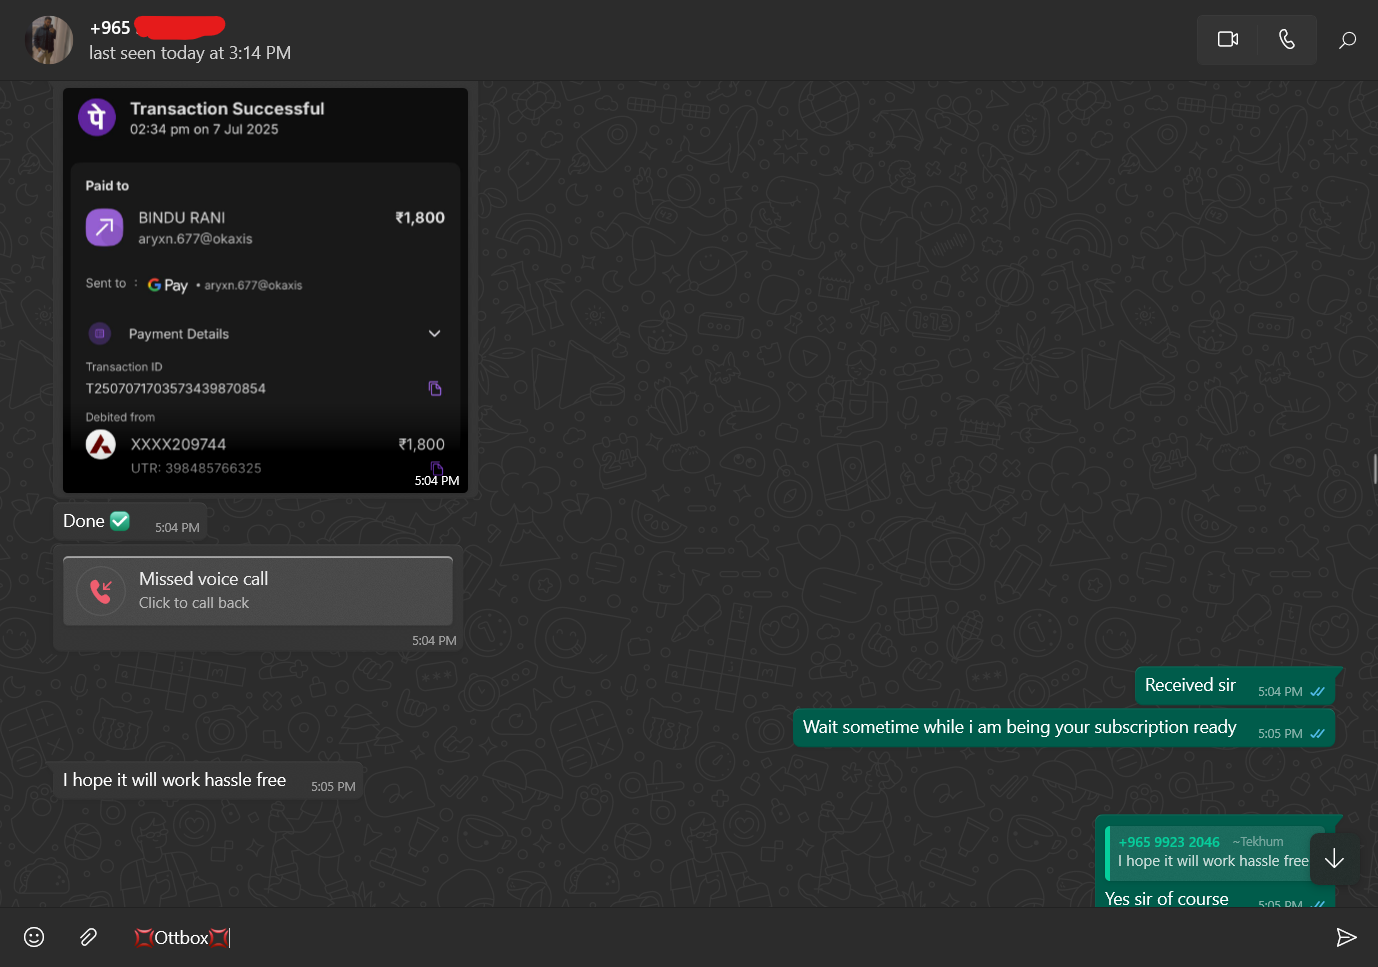 +965
last seen today at 3:14 PM
पे
Transaction Successful
02:34 pm on 7 Jul 2025
Paid to
BINDU RANI ₹1,800
aryxn.677@okaxis
Sent to : G Pay • aryxn.677@okaxis
Payment Details
Transaction ID
T2507071703573439870854
Debited from
XXXX209744 ₹1,800
UTR: 398485766325
5:04 PM
Done ✅ 5:04 PM
Missed voice call
Click to call back
5:04 PM
Received sir 5:04 PM
Wait sometime while i am being your subscription ready 5:05 PM
I hope it will work hassle free 5:05 PM
+965 9923 2046 ~Tekhum
I hope it will work hassle free
Yes sir of course 5:05 PM
💢Ottbox💢